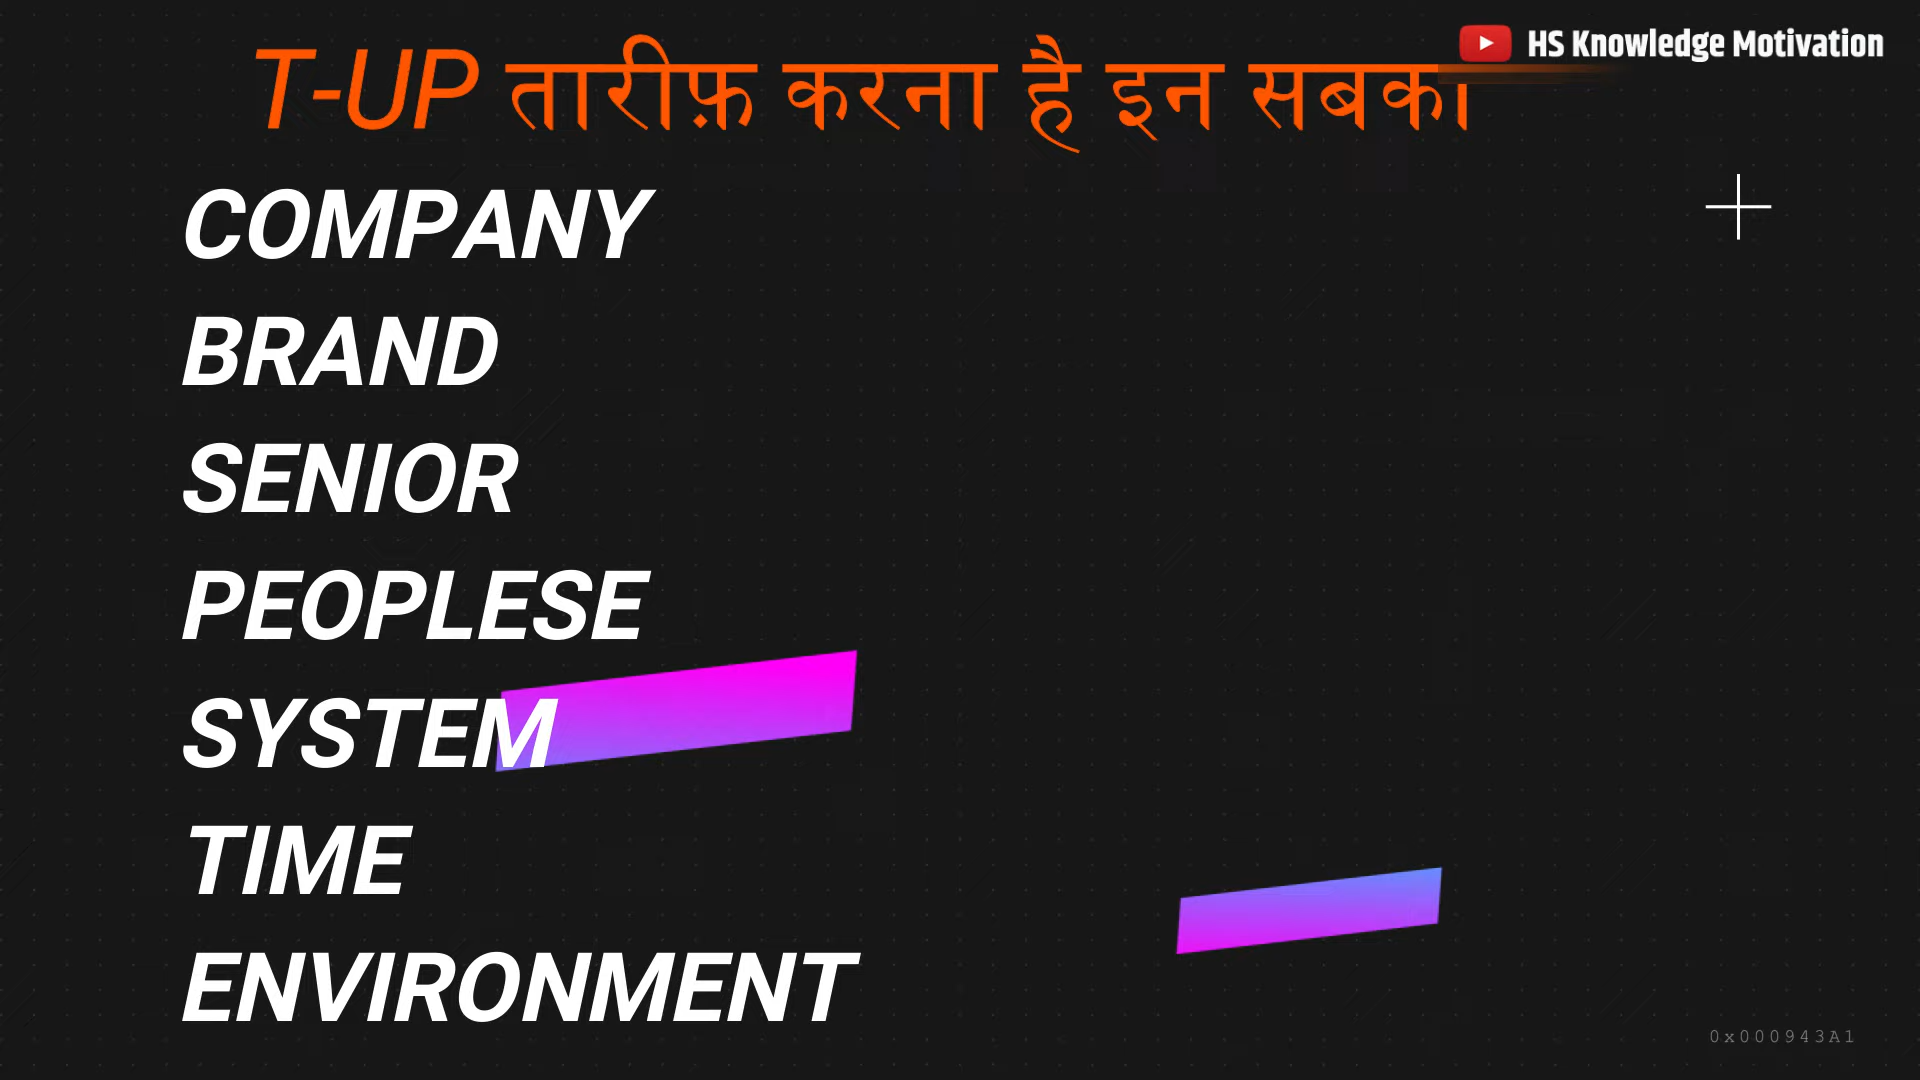 HS Knowledge Motivation
T-UP तारीफ़ करना है इन सबका
COMPANY
BRAND
SENIOR
PEOPLESE
SYSTEM
TIME
ENVIRONMENT
0x000943A1